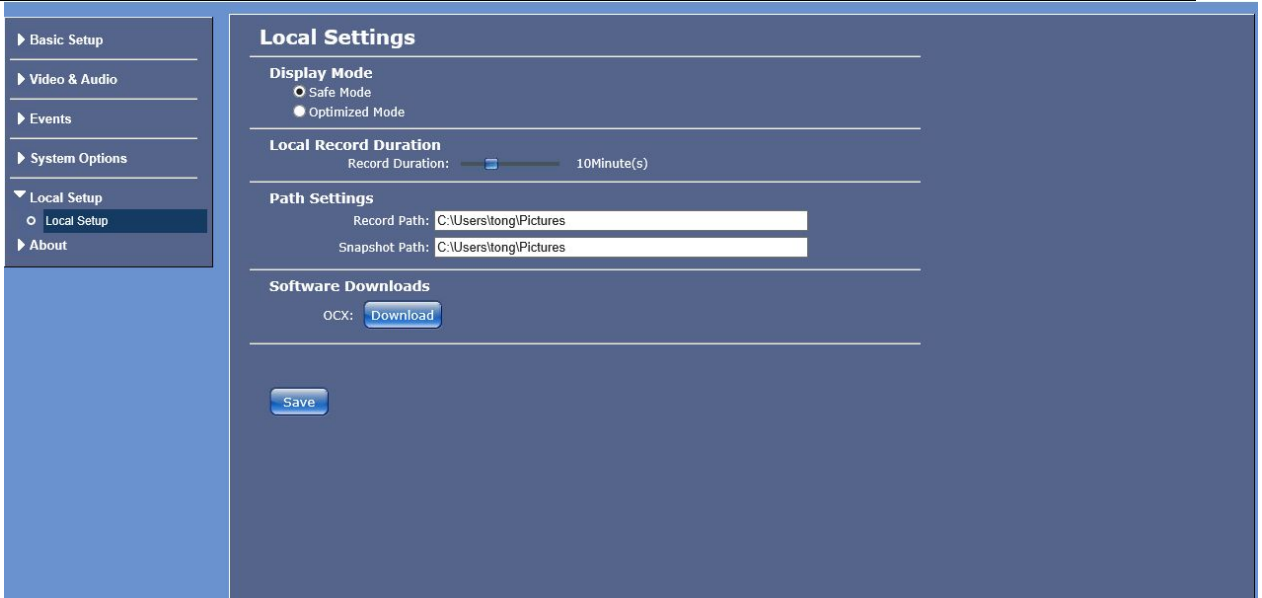 Basic Setup
Video & Audio
Events
System Options
Local Setup
Local Setup
About
Local Settings
Display Mode
Safe Mode
Optimized Mode
Local Record Duration
Record Duration: 10Minute(s)
Path Settings
Record Path: C:\Users\tong\Pictures
Snapshot Path: C:\Users\tong\Pictures
Software Downloads
OCX: Download
Save